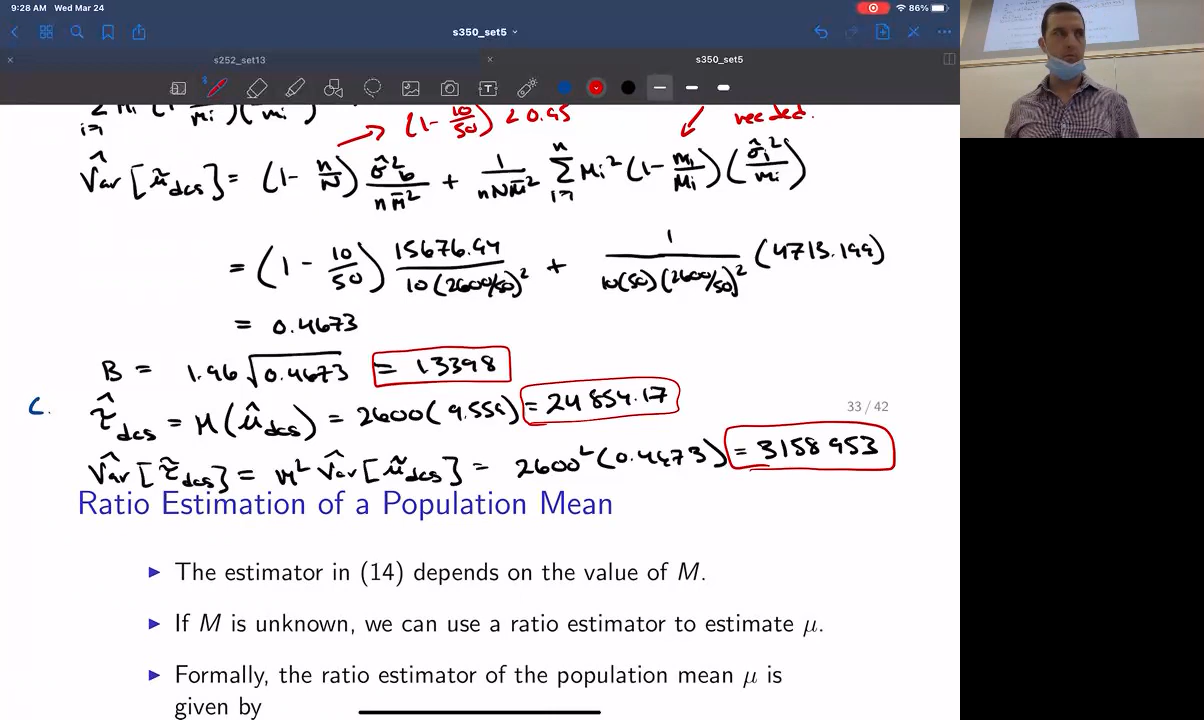 9:28 AM Wed Mar 24
86%
s350_set5
s252_set13
s350_set5
(1 - 10/50) < 0.95
needed.
V̂ar[μ̃dcs] = (1 - n/N) σ̂b²/(n M̄²) + 1/(nNM̄²) Σ i=1 n Mi² (1 - mi/Mi)(σ̂i²/mi)
= (1 - 10/50) 15676.94/(10(2600/50)²) + 1/(10(50)(2600/50)²) (4713.199)
= 0.4673
B = 1.96 √0.4673 = 1.3398
c. τ̂dcs = M(μ̂dcs) = 2600(9.559) = 24854.17
33 / 42
V̂ar[τ̃dcs] = M² V̂ar[μ̃dcs] = 2600²(0.4673) = 3158953
Ratio Estimation of a Population Mean
▶ The estimator in (14) depends on the value of M.
▶ If M is unknown, we can use a ratio estimator to estimate μ.
▶ Formally, the ratio estimator of the population mean μ is
given by